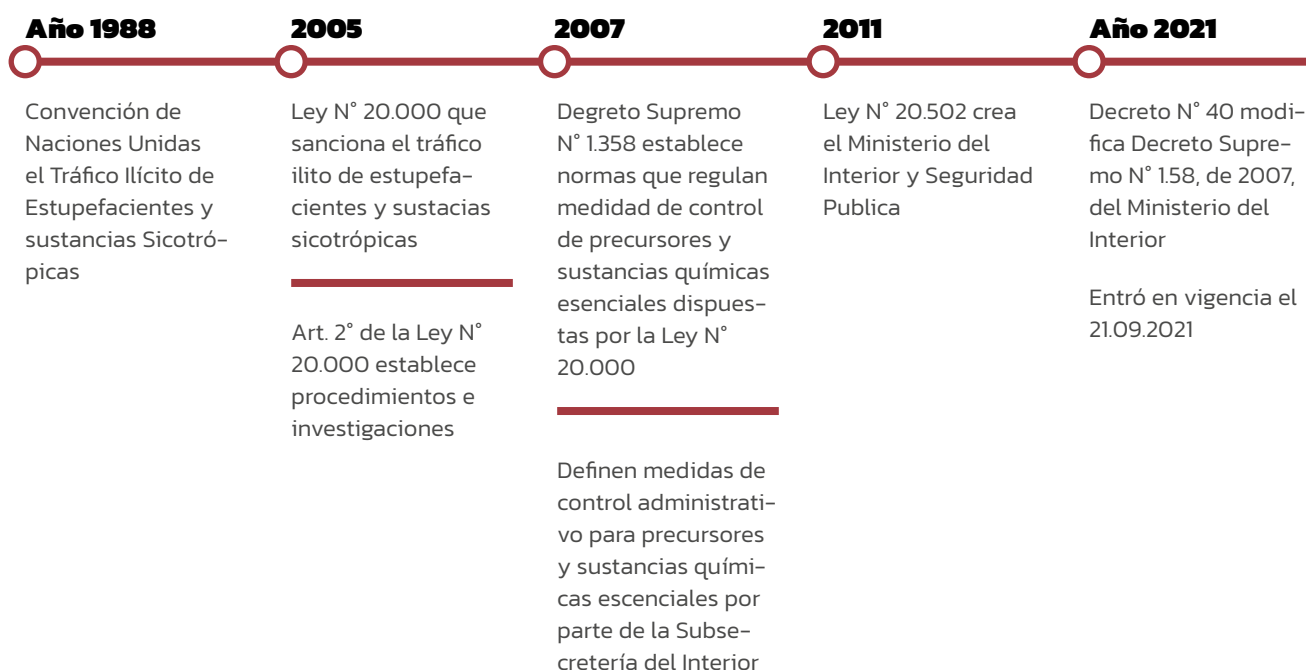 Año 1988
Convención de
Naciones Unidas
el Tráfico Ilícito de
Estupefacientes y
sustancias Sicotró-
picas
2005
Ley N° 20.000 que
sanciona el tráfico
ilito de estupefa-
cientes y sustacias
sicotrópicas
Art. 2° de la Ley N°
20.000 establece
procedimientos e
investigaciones
2007
Degreto Supremo
N° 1.358 establece
normas que regulan
medidad de control
de precursores y
sustancias químicas
esenciales dispues-
tas por la Ley N°
20.000
Definen medidas de
control administrati-
vo para precursores
y sustancias quími-
cas escenciales por
parte de la Subse-
cretería del Interior
2011
Ley N° 20.502 crea
el Ministerio del
Interior y Seguridad
Publica
Año 2021
Decreto N° 40 modi-
fica Decreto Supre-
mo N° 1.58, de 2007,
del Ministerio del
Interior
Entró en vigencia el
21.09.2021